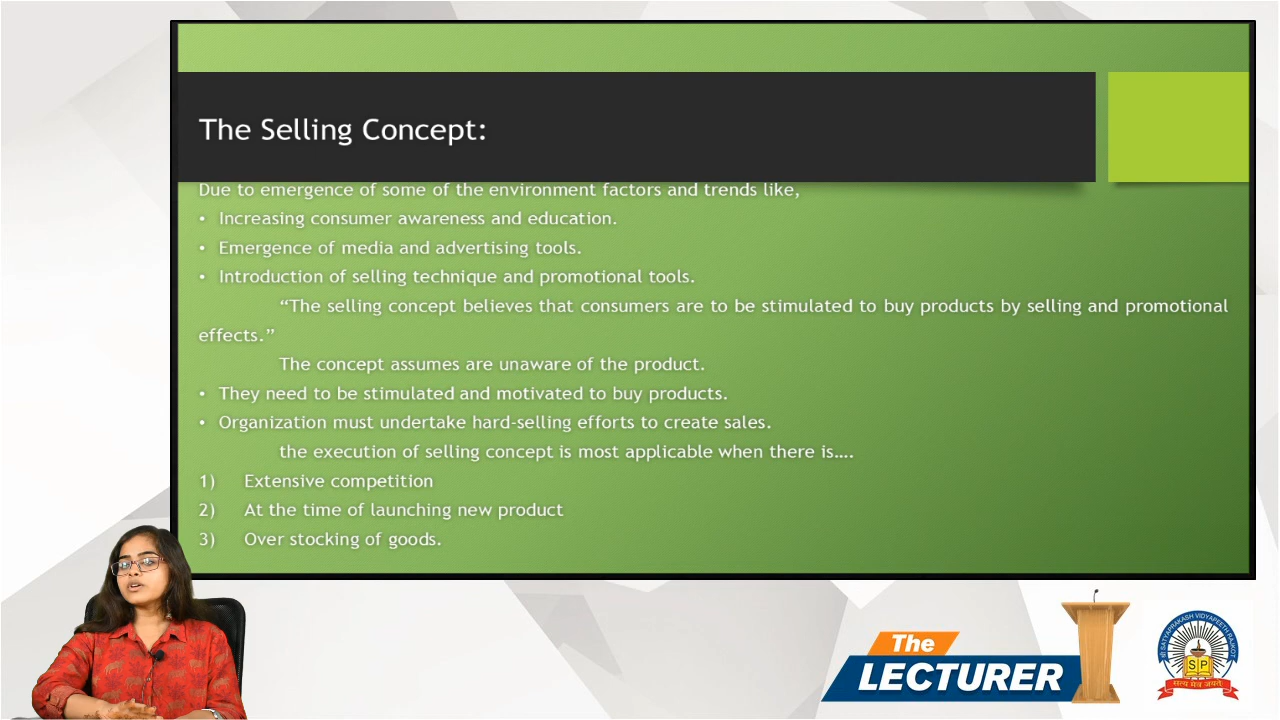 The Selling Concept:
Due to emergence of some of the environment factors and trends like,
• Increasing consumer awareness and education.
• Emergence of media and advertising tools.
• Introduction of selling technique and promotional tools.
“The selling concept believes that consumers are to be stimulated to buy products by selling and promotional
effects.”
The concept assumes are unaware of the product.
• They need to be stimulated and motivated to buy products.
• Organization must undertake hard-selling efforts to create sales.
the execution of selling concept is most applicable when there is….
1) Extensive competition
2) At the time of launching new product
3) Over stocking of goods.
The
LECTURER
SATYAPRAKASH VIDYAPEETH RAJKOT
SP
सत्य मेव जयते